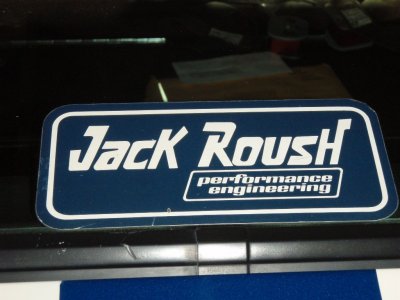 Jack Roush
performance
engineering